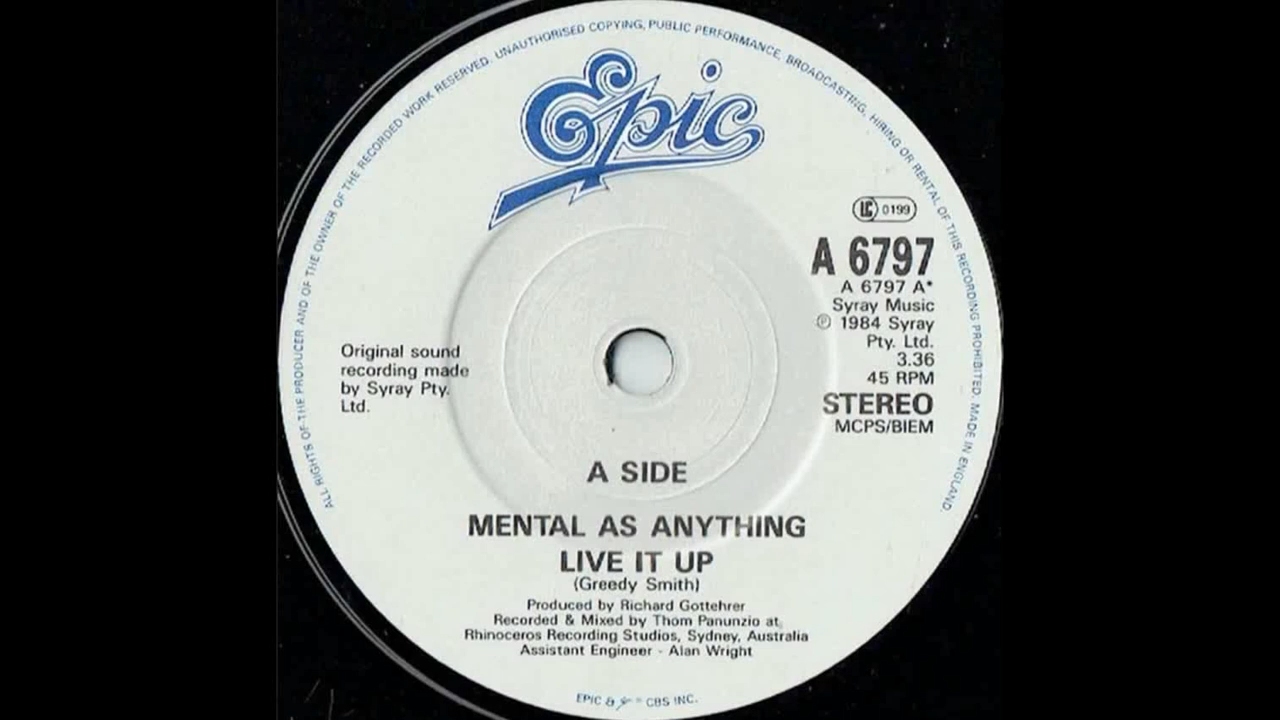 ALL RIGHTS OF THE PRODUCER AND OF THE OWNER OF THE RECORDED WORK RESERVED. UNAUTHORISED COPYING, PUBLIC PERFORMANCE, BROADCASTING, HIRING OR RENTAL OF THIS RECORDING PROHIBITED. MADE IN ENGLAND.
Epic
LC 0199
A 6797
A 6797 A*
Syray Music
℗ 1984 Syray
Pty. Ltd.
3.36
45 RPM
STEREO
MCPS/BIEM
Original sound
recording made
by Syray Pty.
Ltd.
A SIDE
MENTAL AS ANYTHING
LIVE IT UP
(Greedy Smith)
Produced by Richard Gottehrer
Recorded & Mixed by Thom Panunzio at
Rhinoceros Recording Studios, Sydney, Australia
Assistant Engineer - Alan Wright
EPIC & CBS INC.